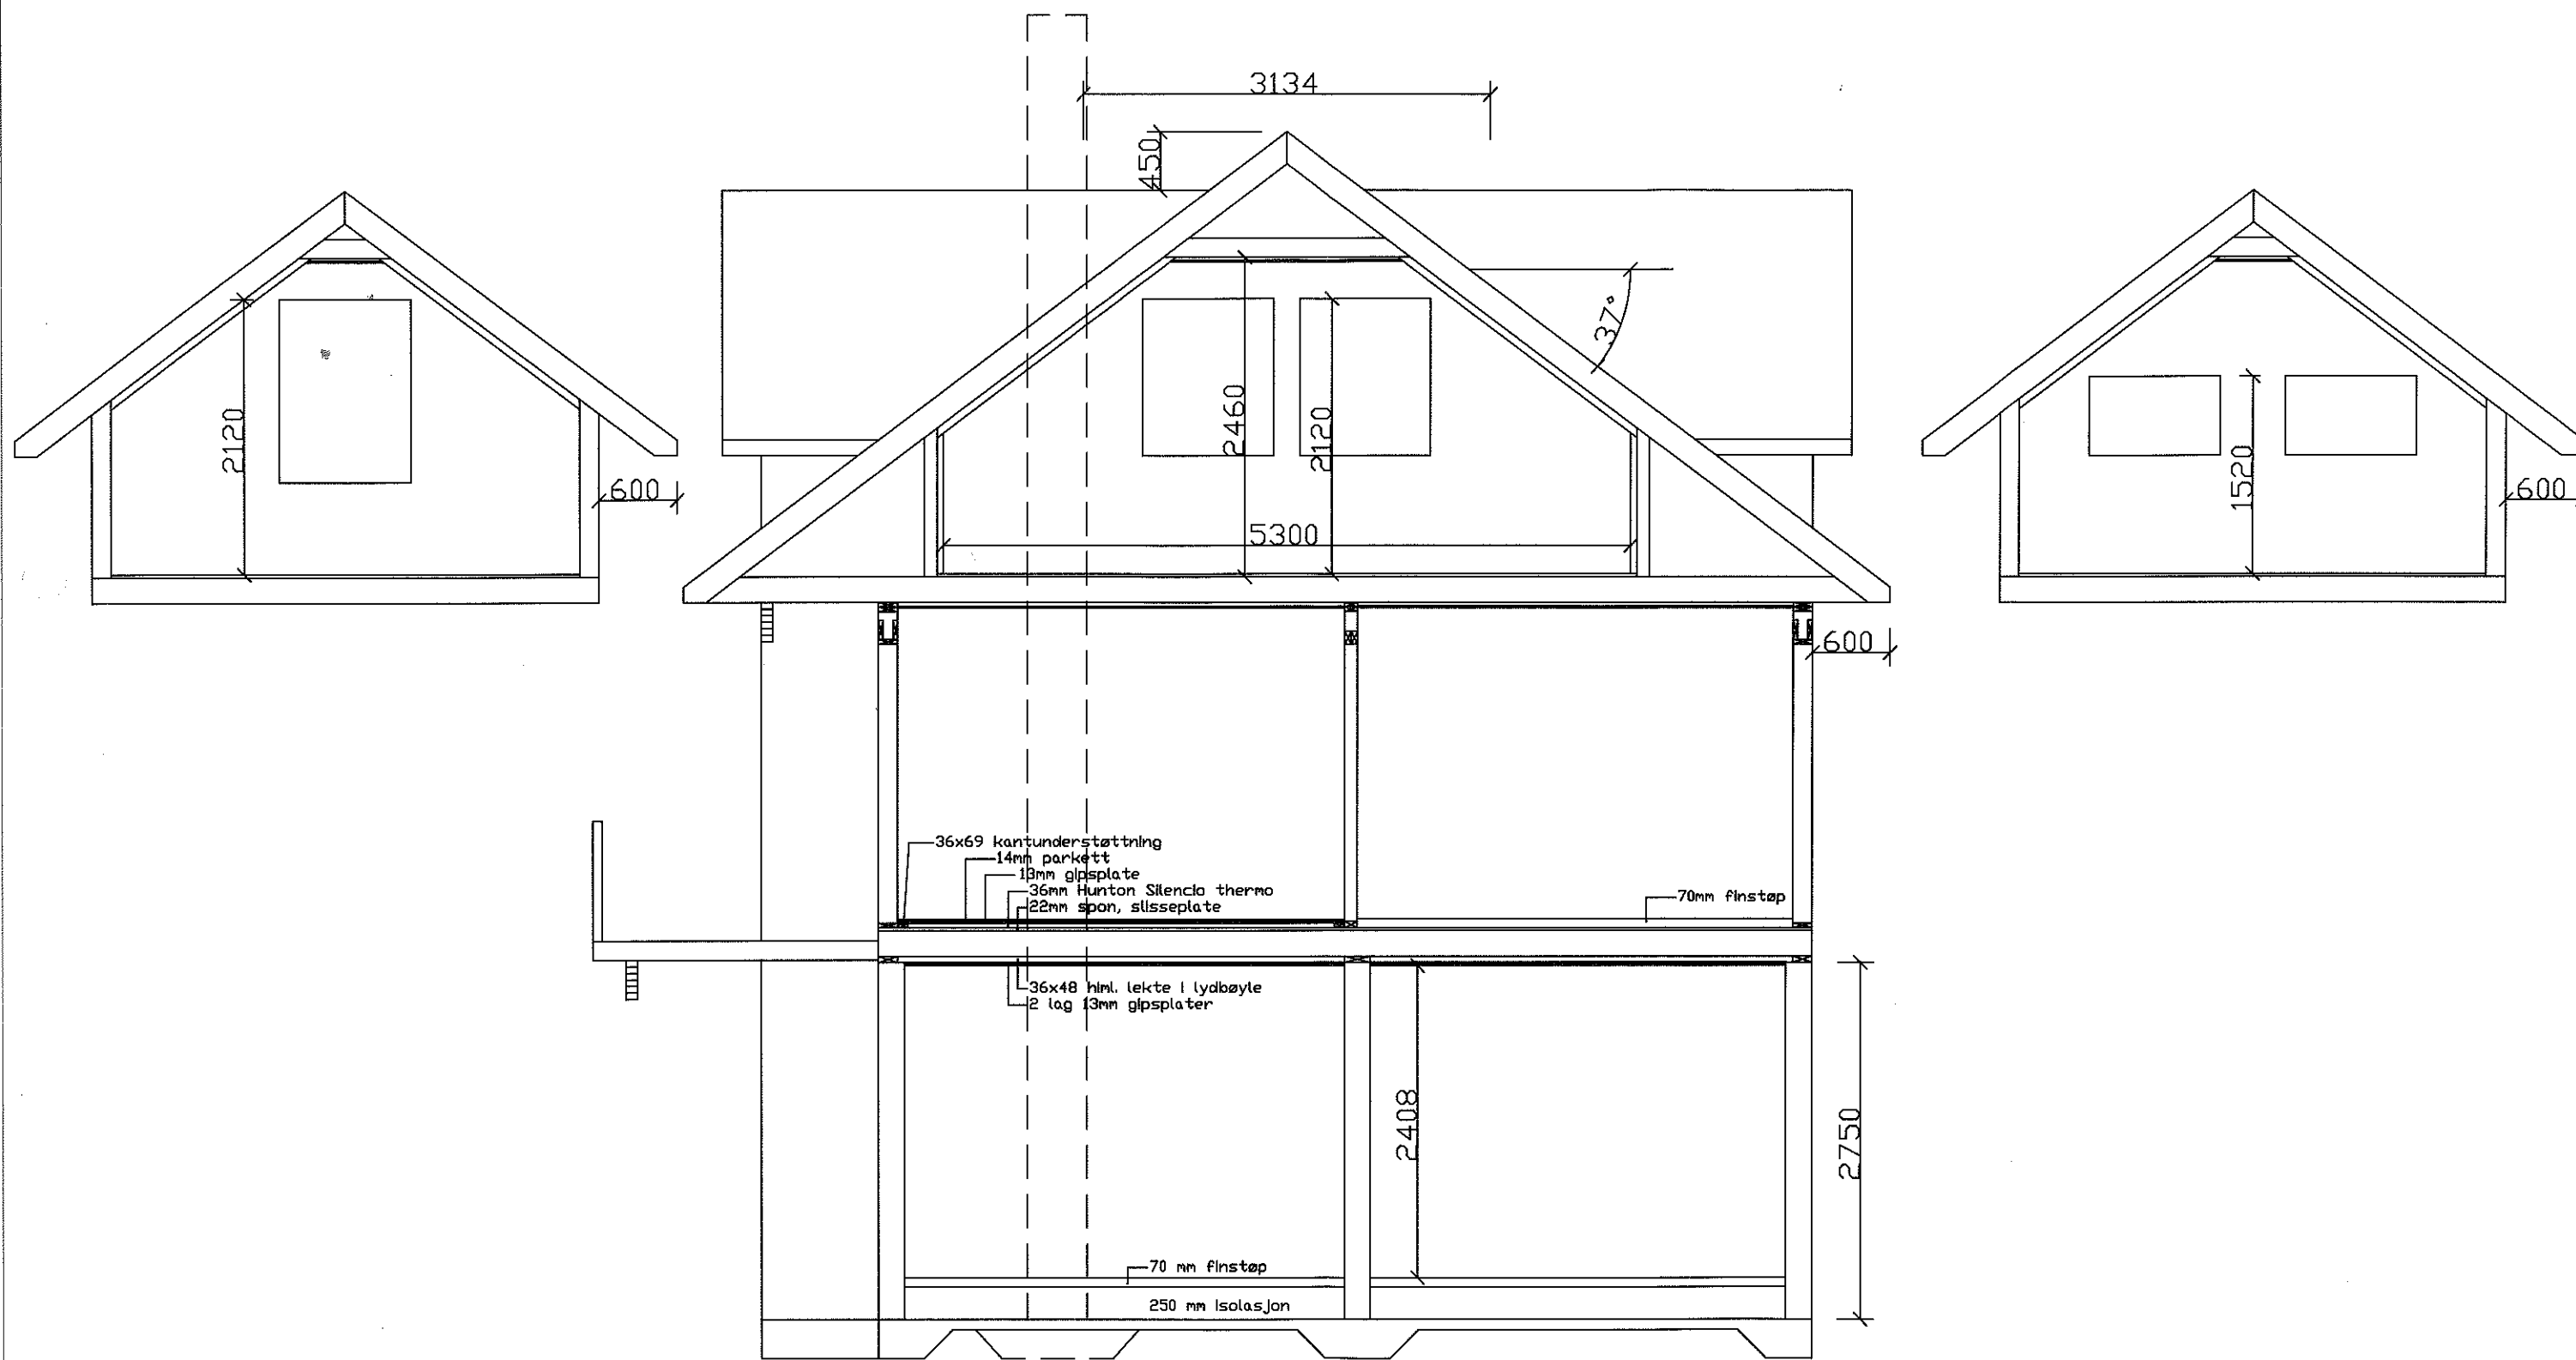 3134
450
37°
2120
2460
2120
1520
600
600
5300
600
36x69 kantunderstøttning
14mm parkett
13mm gipsplate
36mm Hunton Silencio thermo
22mm spon, slisseplate
70mm finstøp
36x48 himl. lekte i lydbøyle
2 lag 13mm gipsplater
2408
2750
70 mm finstøp
250 mm Isolasjon